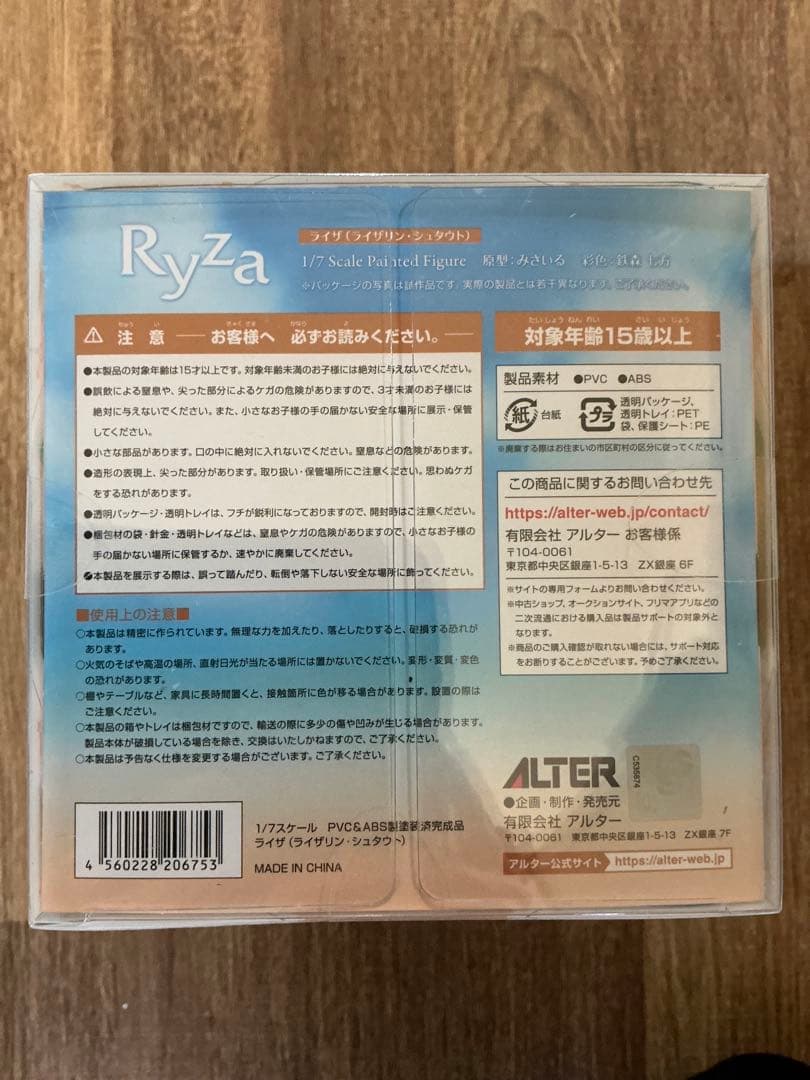 Ryza
ライザ(ライザリン・シュタウト)
1/7 Scale Painted Figure 原型:みさいる 彩色:鉄森 七方
※パッケージの写真は試作品です。実際の製品とは若干異なります。ご了承ください。
ちゅう い きゃく さま かなら よ
⚠ 注 意 ── お客様へ 必ずお読みください。──
●本製品の対象年齢は15才以上です。対象年齢未満のお子様には絶対に与えないでください。
●誤飲による窒息や、尖った部分によるケガの危険がありますので、3才未満のお子様には
絶対に与えないでください。また、小さなお子様の手の届かない安全な場所に展示・保管
してください。
●小さな部品があります。口の中に絶対に入れないでください。窒息などの危険があります。
●造形の表現上、尖った部分があります。取り扱い・保管場所にご注意ください。思わぬケガ
をする恐れがあります。
●透明パッケージ・透明トレイは、フチが鋭利になっておりますので、開封時はご注意ください。
●梱包材の袋・針金・透明トレイなどは、窒息やケガの危険がありますので、小さなお子様の
手の届かない場所に保管するか、速やかに廃棄してください。
●本製品を展示する際は、誤って踏んだり、転倒や落下しない安全な場所に飾ってください。
■使用上の注意■
○本製品は精密に作られています。無理な力を加えたり、落としたりすると、破損する恐れが
あります。
○火気のそばや高温の場所、直射日光が当たる場所には置かないでください。変形・変質・変色
の恐れがあります。
○棚やテーブルなど、家具に長時間置くと、接触箇所に色が移る場合があります。設置の際は
ご注意ください。
○本製品の箱やトレイは梱包材ですので、輸送の際に多少の傷や凹みが生じる場合があります。
製品本体が破損している場合を除き、交換はいたしかねますので、ご了承ください。
○本製品は予告なく仕様を変更する場合がございます。ご了承ください。
4 560228 206753
1/7スケール PVC&ABS製塗装済完成品
ライザ(ライザリン・シュタウト)
MADE IN CHINA
たいしょうねんれい さい い じょう
対象年齢15歳以上
製品素材 ●PVC ●ABS
紙 台紙
プラ 透明パッケージ、
透明トレイ:PET
袋、保護シート:PE
※廃棄する際はお住まいの市区町村の区分に従ってください。
この商品に関するお問い合わせ先
https://alter-web.jp/contact/
有限会社 アルター お客様係
〒104-0061
東京都中央区銀座1-5-13 ZX銀座 6F
※サイトの専用フォームよりお問い合わせください。
※中古ショップ、オークションサイト、フリマアプリなどの
二次流通における購入品は製品サポートの対象外と
なります。
※商品のご購入確認が取れない場合には、サポート対応
をお断りすることがございます。予めご了承ください。
C535874
ALTER
●企画・制作・発売元
有限会社 アルター
〒104-0061 東京都中央区銀座1-5-13 ZX銀座 7F
アルター公式サイト https://alter-web.jp